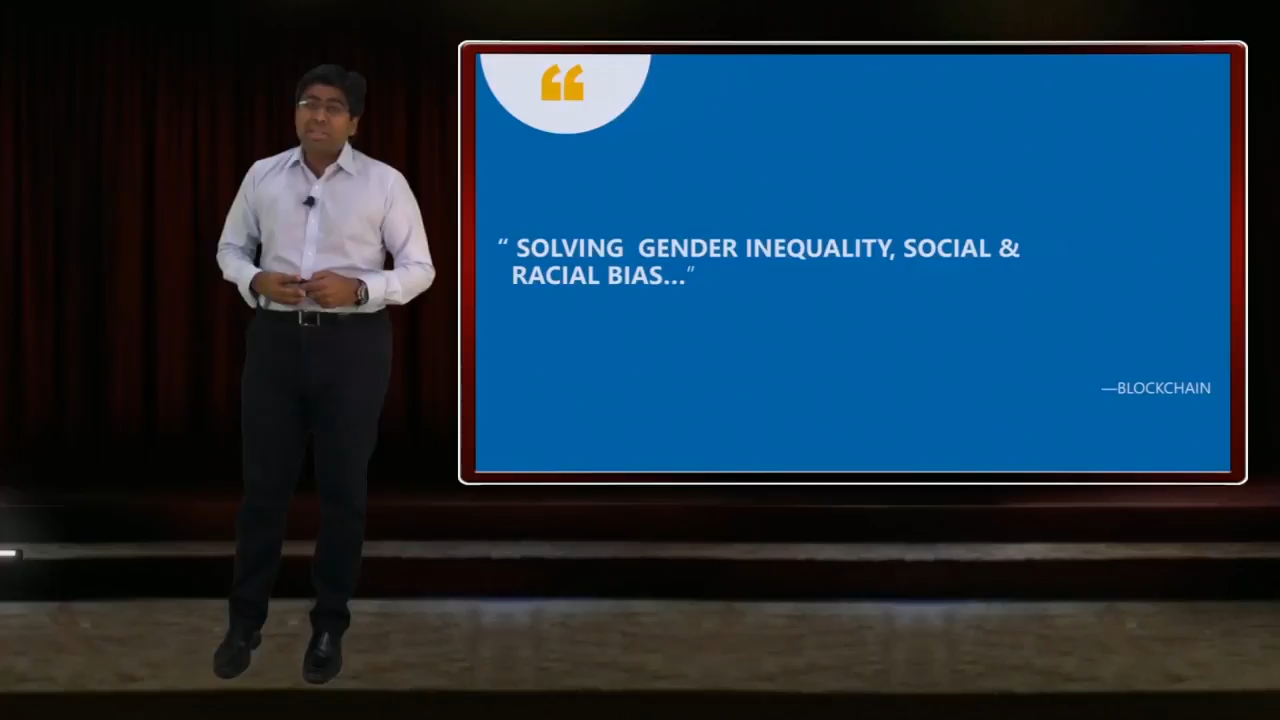 “
“ SOLVING  GENDER INEQUALITY, SOCIAL &
RACIAL BIAS...”
—BLOCKCHAIN